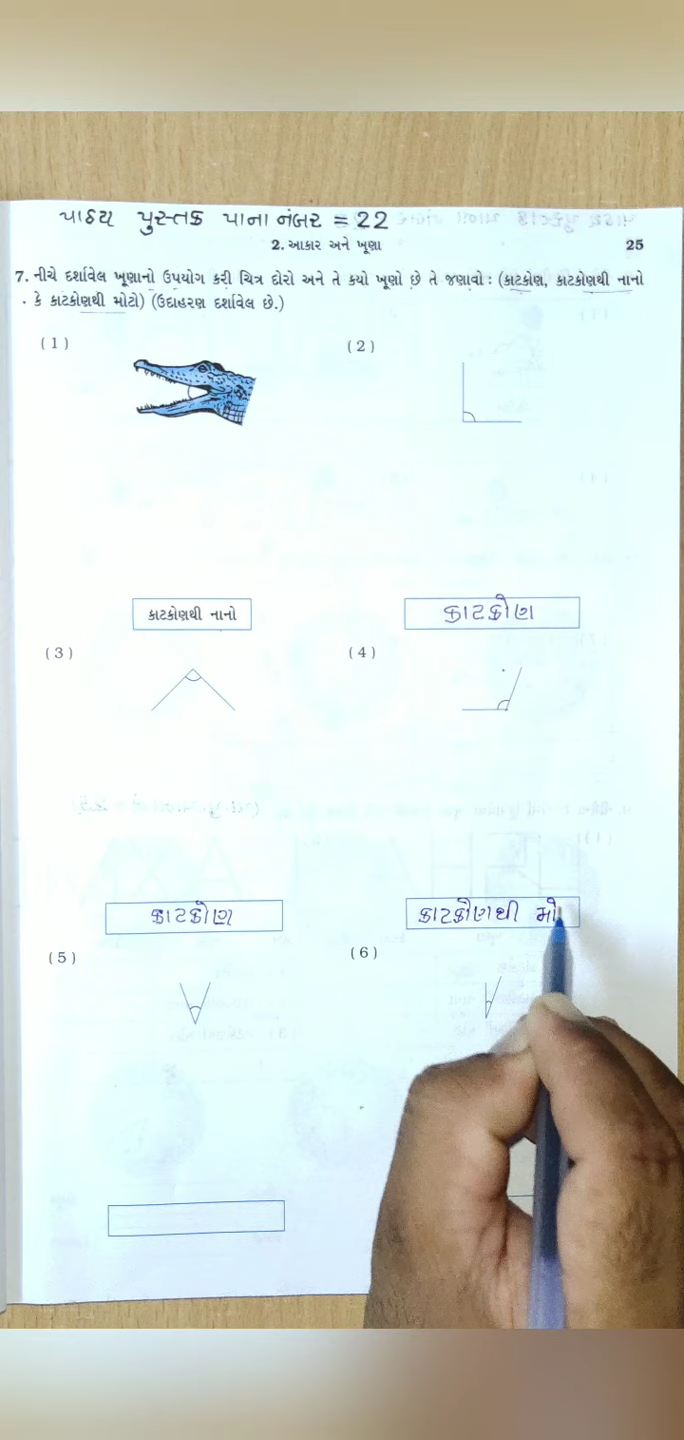 પાઠય પુસ્તક પાના નંબર = 22
2. આકાર અને ખૂણા 25
7. નીચે દર્શાવેલ ખૂણાનો ઉપયોગ કરી ચિત્ર દોરો અને તે કયો ખૂણો છે તે જણાવો : (કાટકોણ, કાટકોણથી નાનો
કે કાટકોણથી મોટો) (ઉદાહરણ દર્શાવેલ છે.)
(1) (2)
કાટકોણથી નાનો કાટકોણ
(3) (4)
કાટકોણ કાટકોણથી મો
(5) (6)